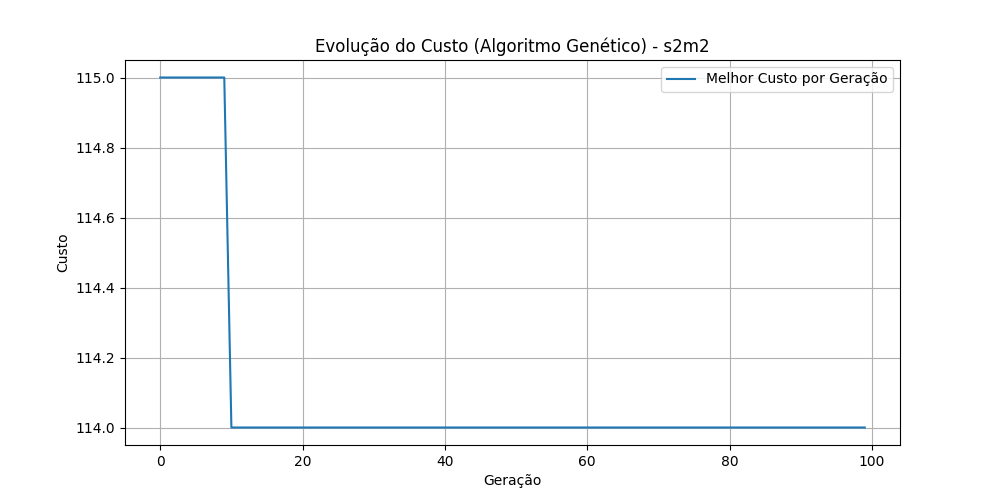 Evolução do Custo (Algoritmo Genético) - s2m2
Melhor Custo por Geração
115.0
114.8
114.6
114.4
114.2
114.0
Custo
0 20 40 60 80 100
Geração